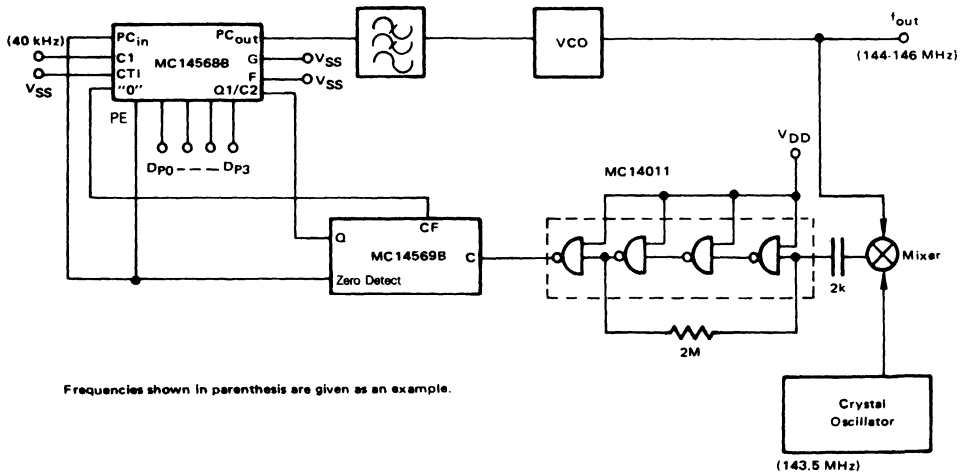 (40 kHz)
PCin
C1
CTI
"0"
VSS
MC14568B
PCout
G
F
Q1/C2
VSS
VSS
PE
DP0 ---- DP3
VCO
fout
(144-146 MHz)
VDD
MC14011
CF
Q
MC14569B
C
Zero Detect
2k
Mixer
2M
Frequencies shown in parenthesis are given as an example.
Crystal
Oscillator
(143.5 MHz)